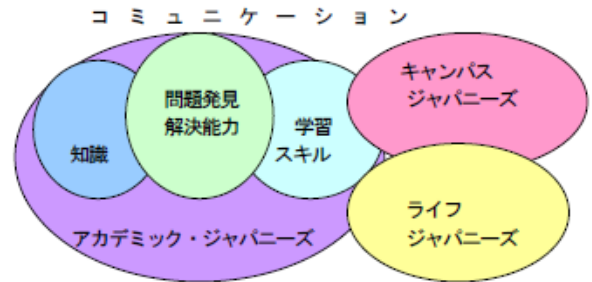 コミュニケーション
知識
問題発見
解決能力
学習
スキル
アカデミック・ジャパニーズ
キャンパス
ジャパニーズ
ライフ
ジャパニーズ